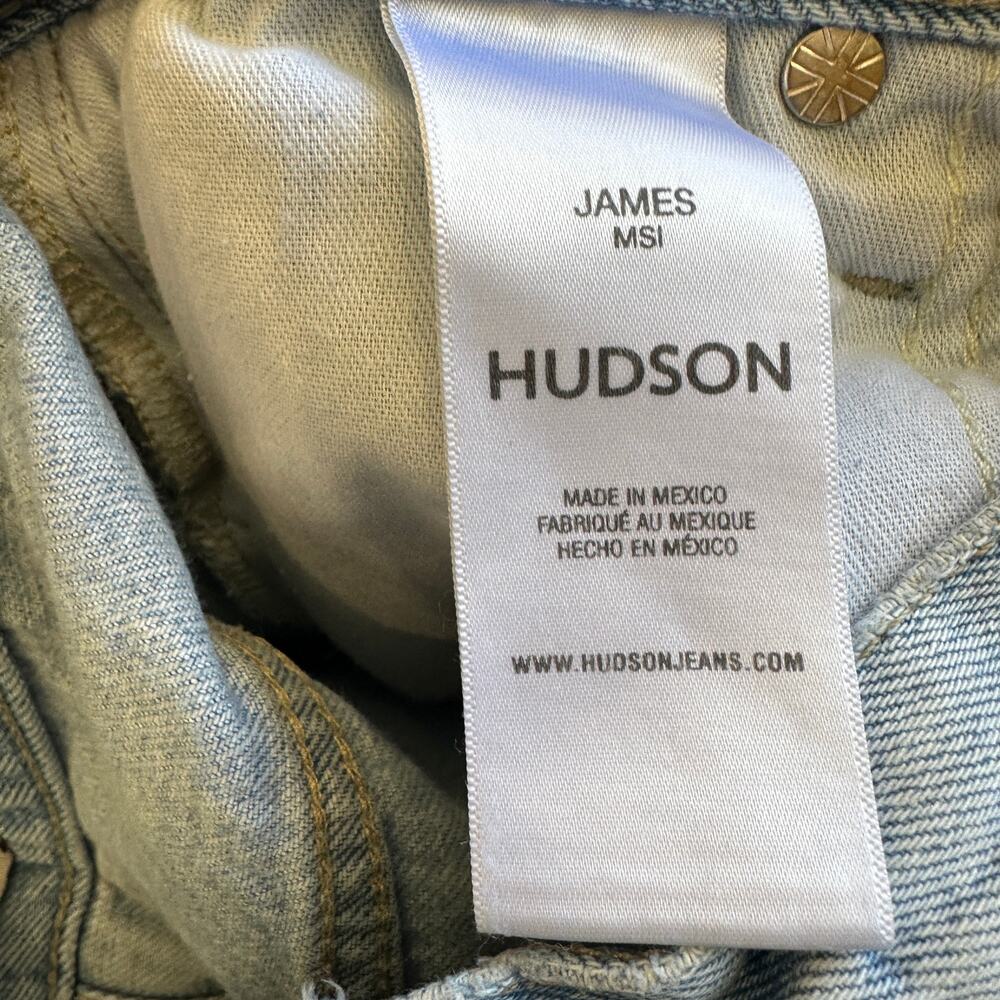 JAMES
MSI
HUDSON
MADE IN MEXICO
FABRIQUÉ AU MEXIQUE
HECHO EN MÉXICO
WWW.HUDSONJEANS.COM